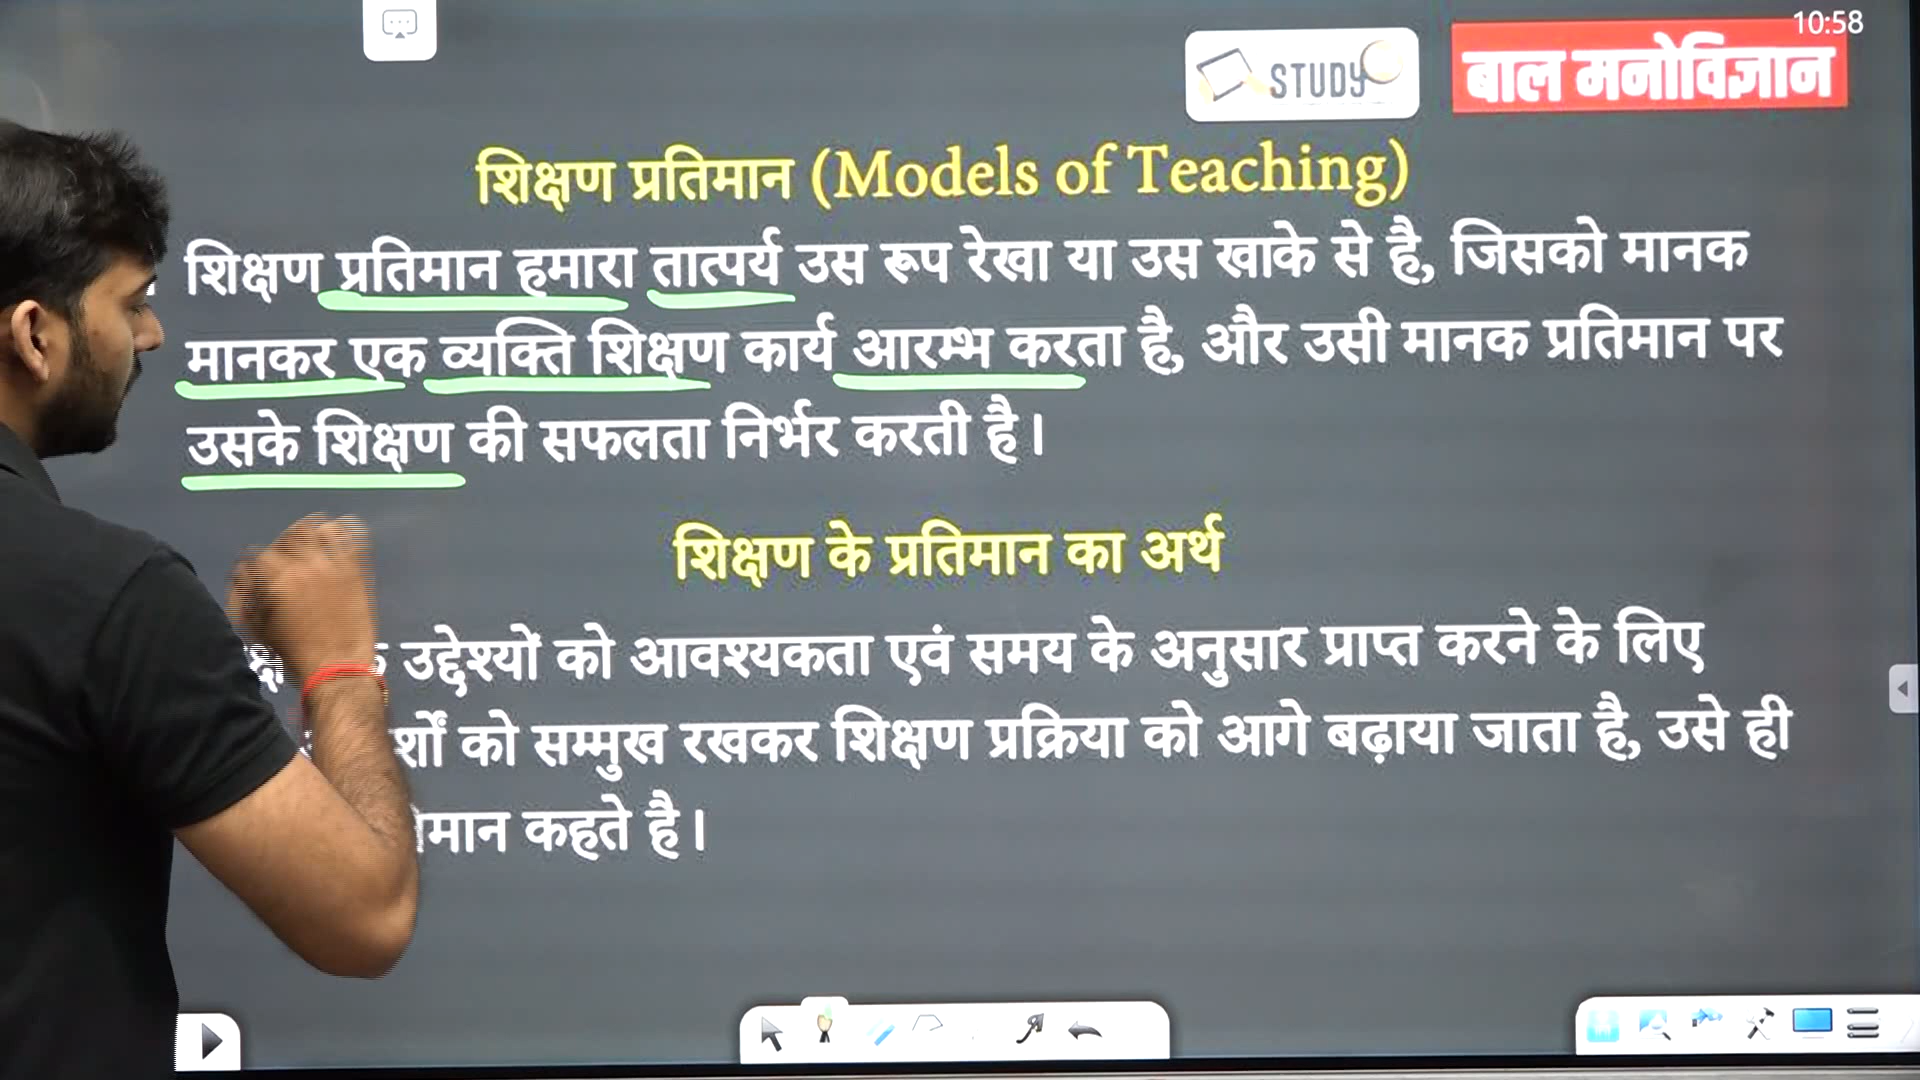 10:58
STUDY
बाल मनोविज्ञान
शिक्षण प्रतिमान (Models of Teaching)
शिक्षण प्रतिमान हमारा तात्पर्य उस रूप रेखा या उस खाके से है, जिसको मानक
मानकर एक व्यक्ति शिक्षण कार्य आरम्भ करता है, और उसी मानक प्रतिमान पर
उसके शिक्षण की सफलता निर्भर करती है।
शिक्षण के प्रतिमान का अर्थ
उद्देश्यों को आवश्यकता एवं समय के अनुसार प्राप्त करने के लिए
को सम्मुख रखकर शिक्षण प्रक्रिया को आगे बढ़ाया जाता है, उसे ही
कहते है।